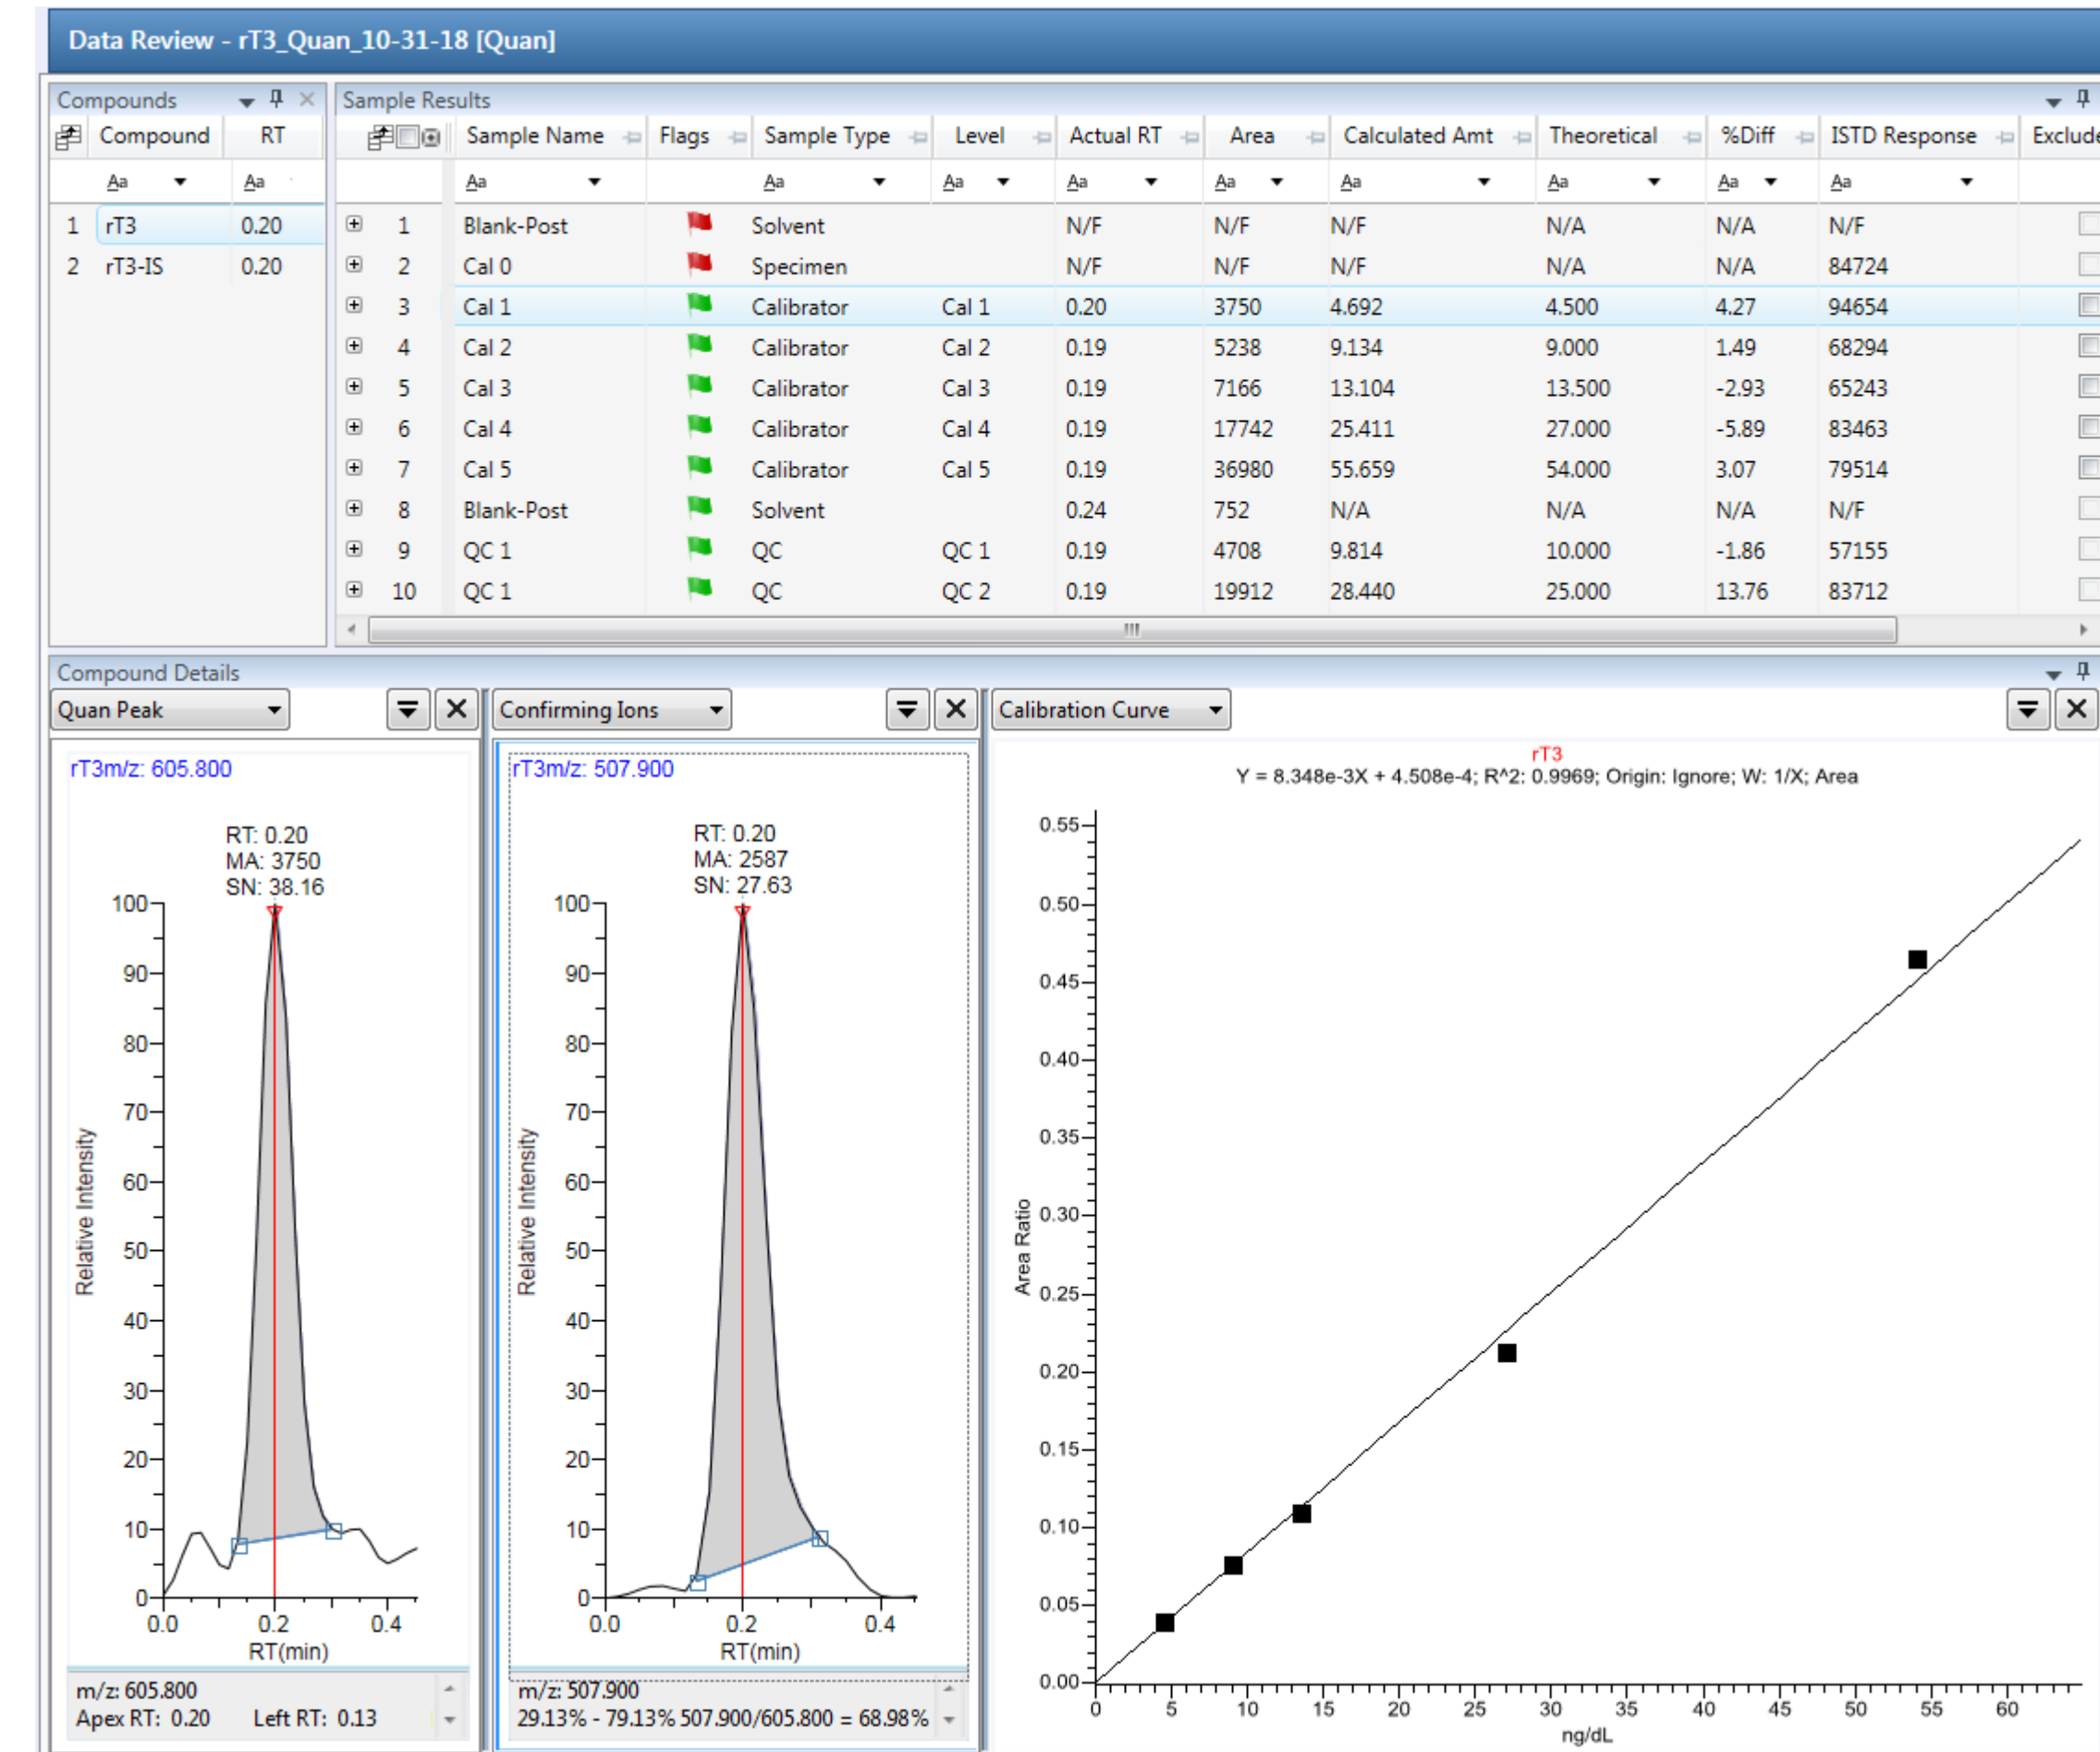 Data Review - rT3_Quan_10-31-18 [Quan]
Compounds
Sample Results
Compound RT
Sample Name Flags Sample Type Level Actual RT Area Calculated Amt Theoretical %Diff ISTD Response Exclude
Aa Aa
Aa Aa Aa Aa Aa Aa Aa Aa Aa
1 rT3 0.20
2 rT3-IS 0.20
1 Blank-Post Solvent N/F N/F N/F N/A N/A N/F
2 Cal 0 Specimen N/F N/F N/F N/A N/A 84724
3 Cal 1 Calibrator Cal 1 0.20 3750 4.692 4.500 4.27 94654
4 Cal 2 Calibrator Cal 2 0.19 5238 9.134 9.000 1.49 68294
5 Cal 3 Calibrator Cal 3 0.19 7166 13.104 13.500 -2.93 65243
6 Cal 4 Calibrator Cal 4 0.19 17742 25.411 27.000 -5.89 83463
7 Cal 5 Calibrator Cal 5 0.19 36980 55.659 54.000 3.07 79514
8 Blank-Post Solvent 0.24 752 N/A N/A N/A N/F
9 QC 1 QC QC 1 0.19 4708 9.814 10.000 -1.86 57155
10 QC 1 QC QC 2 0.19 19912 28.440 25.000 13.76 83712
Compound Details
Quan Peak
rT3m/z: 605.800
RT: 0.20
MA: 3750
SN: 38.16
100
90
80
70
60
50
40
30
20
10
0
Relative Intensity
0.0 0.2 0.4
RT(min)
m/z: 605.800
Apex RT: 0.20 Left RT: 0.13
Confirming Ions
rT3m/z: 507.900
RT: 0.20
MA: 2587
SN: 27.63
100
90
80
70
60
50
40
30
20
10
0
Relative Intensity
0.0 0.2 0.4
RT(min)
m/z: 507.900
29.13% - 79.13% 507.900/605.800 = 68.98%
Calibration Curve
rT3
Y = 8.348e-3X + 4.508e-4; R^2: 0.9969; Origin: Ignore; W: 1/X; Area
0.55
0.50
0.45
0.40
0.35
0.30
0.25
0.20
0.15
0.10
0.05
0.00
Area Ratio
0 5 10 15 20 25 30 35 40 45 50 55 60
ng/dL